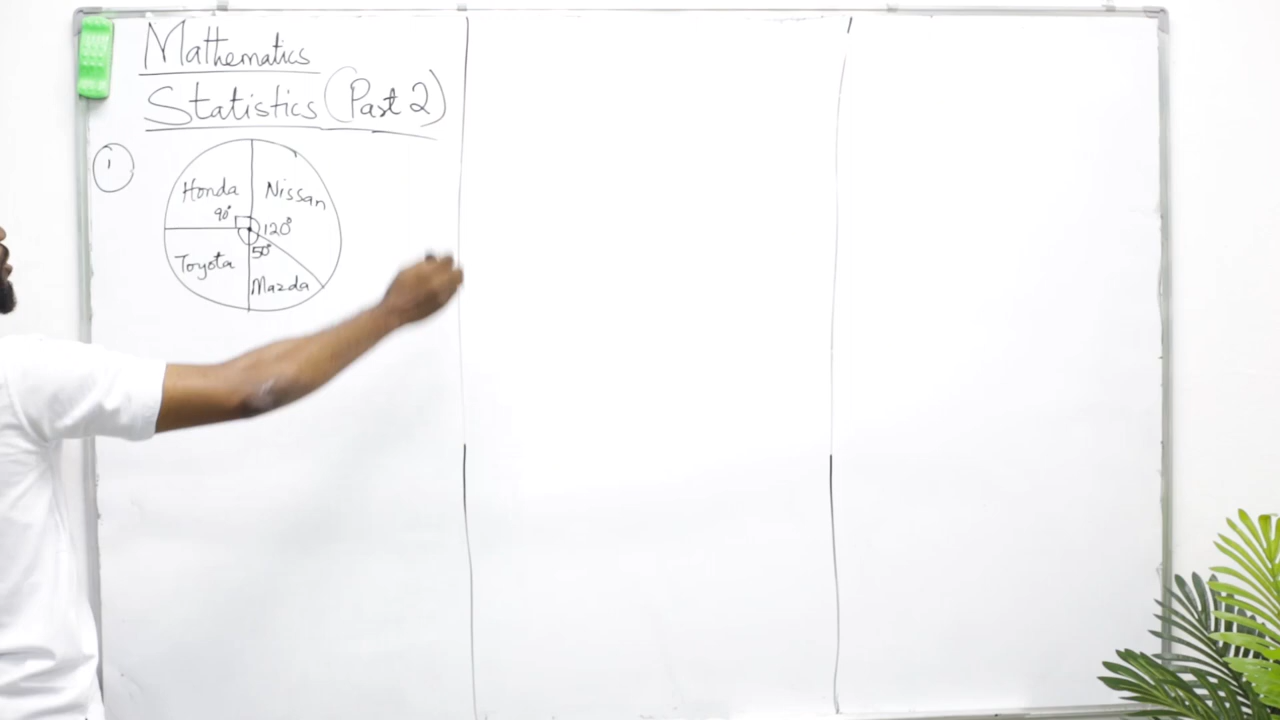 Mathematics
Statistics (Part 2)
1
Honda
Nissan
90°
120°
50°
Toyota
Mazda